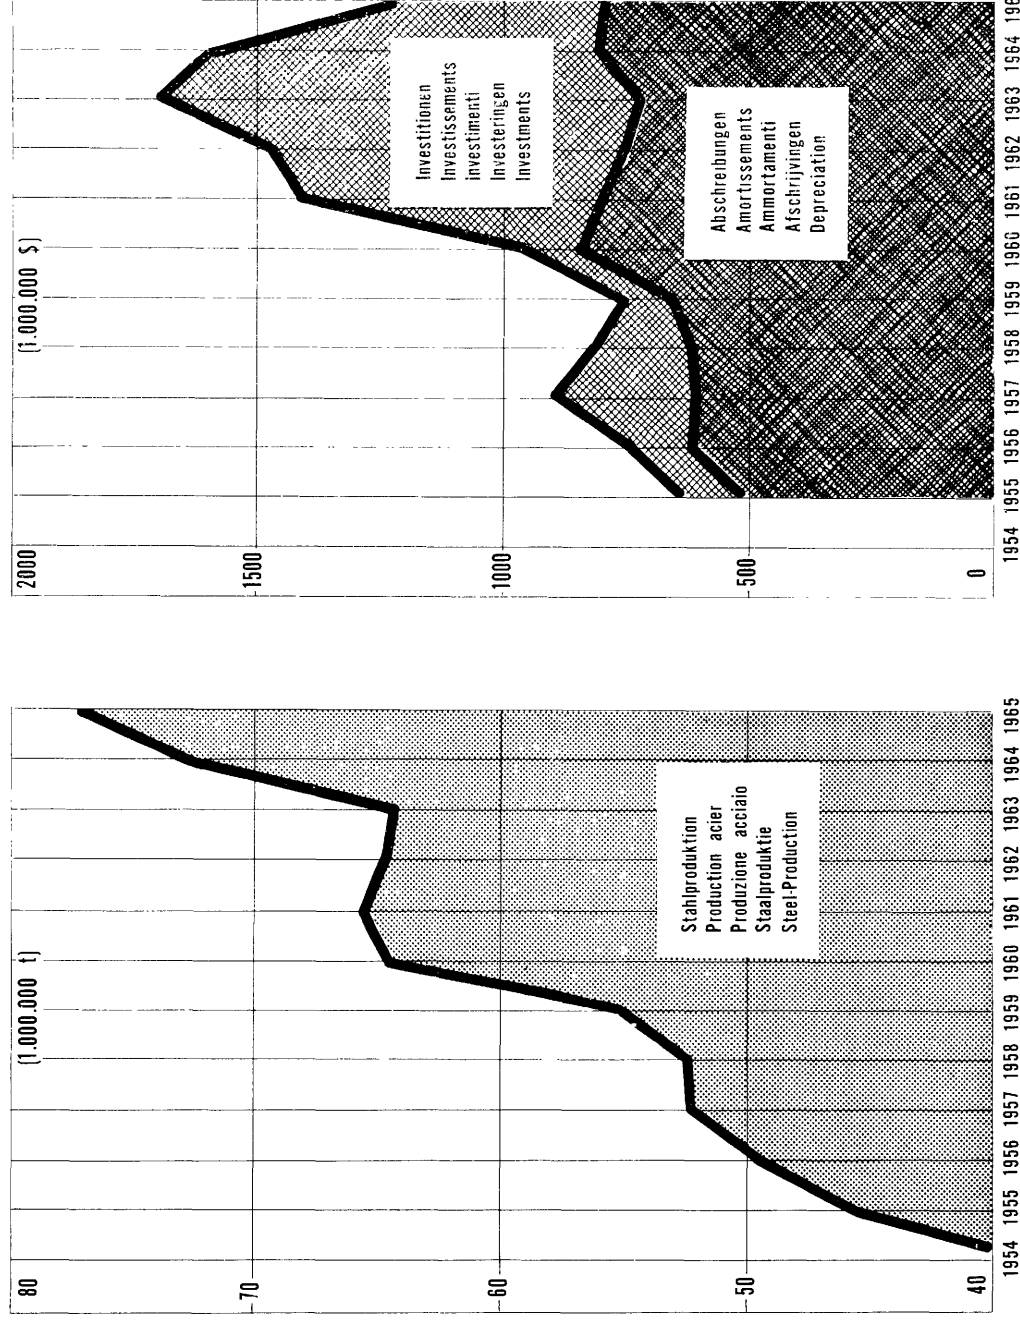 (1.000.000 t)
80
70
60
50
40
Stahlproduktion
Production acier
Produzione acciaio
Staalproduktie
Steel-Production
1954 1955 1956 1957 1958 1959 1960 1961 1962 1963 1964 1965
(1.000.000 $)
2000
1500
1000
500
0
Investitionen
Investissements
investimenti
Investeringen
Investments
Abschreibungen
Amortissements
Ammortamenti
Afschrijvingen
Depreciation
1954 1955 1956 1957 1958 1959 1960 1961 1962 1963 1964